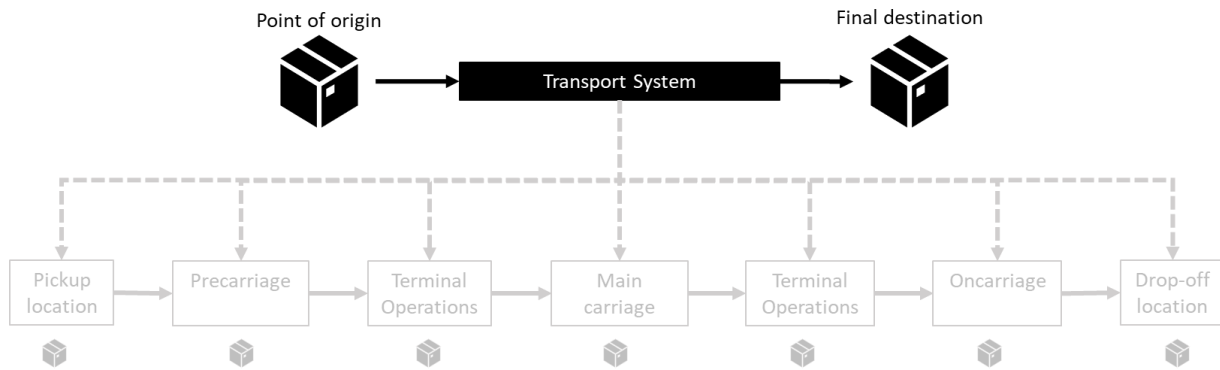 Point of origin
Final destination
Transport System
Pickup
location
Precarriage
Terminal
Operations
Main
carriage
Terminal
Operations
Oncarriage
Drop-off
location